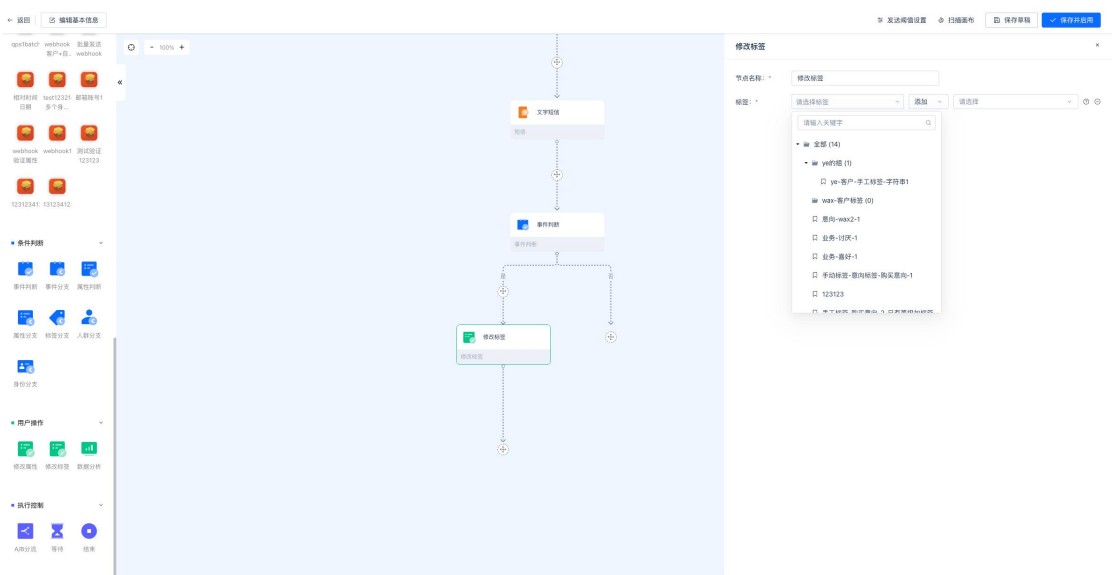 ← 返回
编辑基本信息
发送阈值设置
扫描画布
保存草稿
保存并启用
qps1batch
webhook
客户+自..
批量发送
webhook
相对时间
日期
test12321
多个身...
邮箱账号1
webhook
验证属性
webhook1
测试验证
123123
12312341:
13123412
条件判断
事件判断
事件分支
属性判断
属性分支
标签分支
人群分支
身份分支
用户操作
修改属性
修改标签
数据分析
执行控制
A/B分流
等待
结束
- 100% +
«
文字短信
短信
事件判断
事件判断
是
否
修改标签
修改标签
修改标签
×
节点名称: *
修改标签
标签: *
请选择标签
添加
请选择
请输入关键字
全部 (14)
ye的组 (1)
ye-客户-手工标签-字符串1
wax-客户标签 (0)
意向-wax2-1
业务-讨厌-1
业务-喜好-1
手动标签-意向标签-购买意向-1
123123